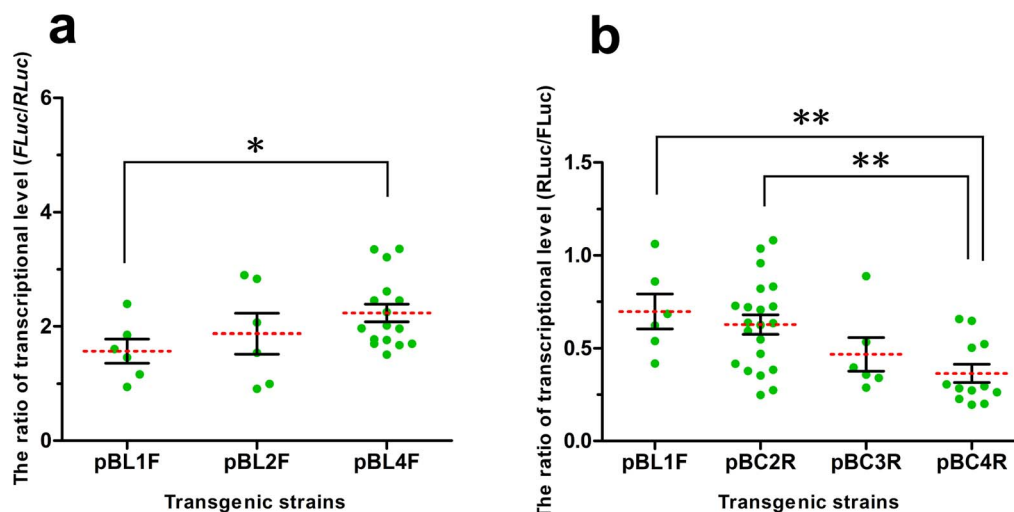 a
The ratio of transcriptional level (FLuc/RLuc)
6
4
2
0
*
pBL1F pBL2F pBL4F
Transgenic strains
b
The ratio of transcriptional level (RLuc/FLuc)
1.5
1.0
0.5
0.0
**
**
pBL1F pBC2R pBC3R pBC4R
Transgenic strains